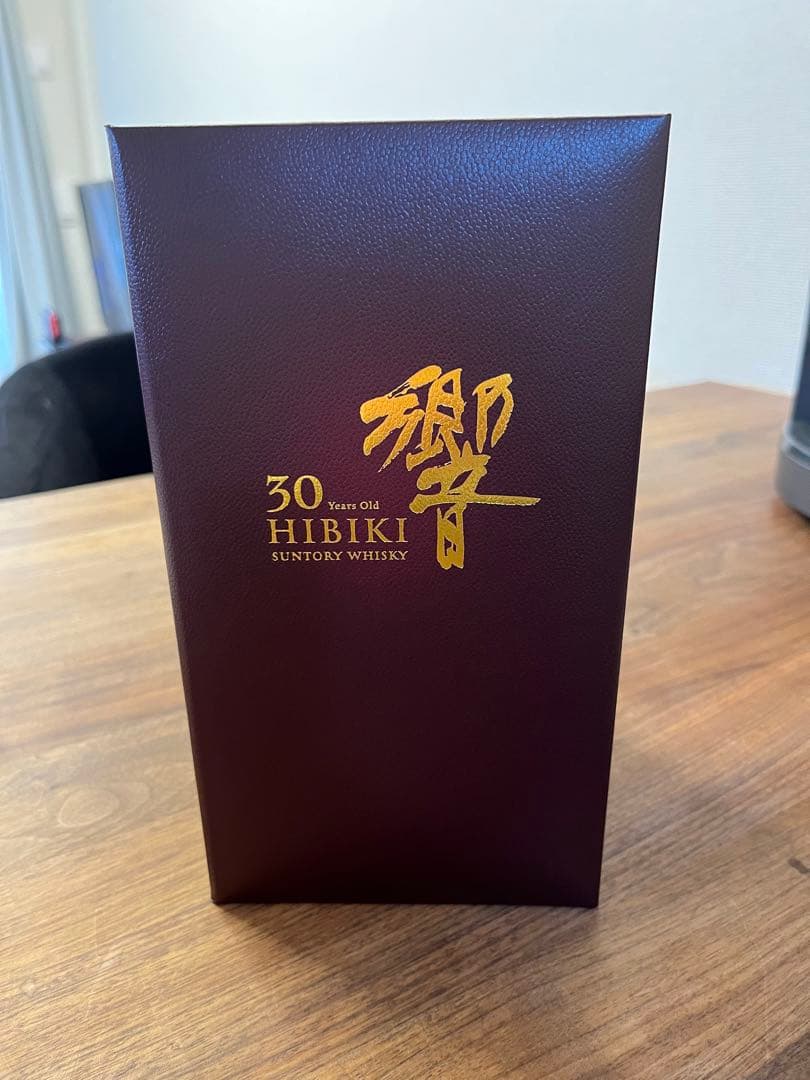 響
30 Years Old
HIBIKI
SUNTORY WHISKY